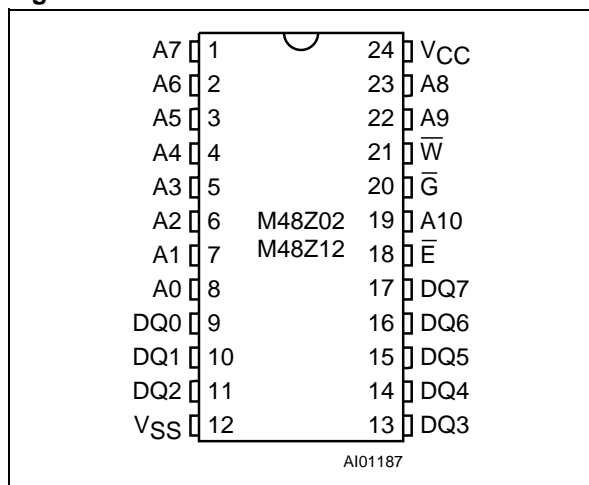 A7 1 24 VCC
A6 2 23 A8
A5 3 22 A9
A4 4 21 W̅
A3 5 20 G̅
A2 6 M48Z02 19 A10
A1 7 M48Z12 18 E̅
A0 8 17 DQ7
DQ0 9 16 DQ6
DQ1 10 15 DQ5
DQ2 11 14 DQ4
VSS 12 13 DQ3
AI01187